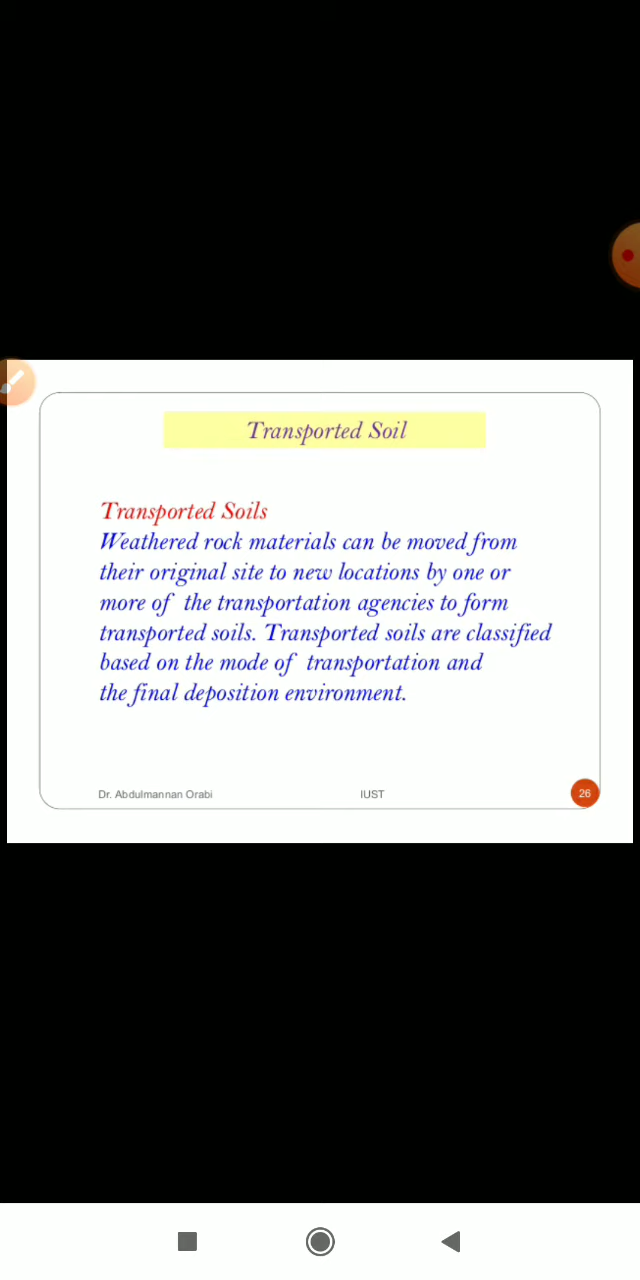 Transported Soil
Transported Soils
Weathered rock materials can be moved from
their original site to new locations by one or
more of the transportation agencies to form
transported soils. Transported soils are classified
based on the mode of transportation and
the final deposition environment.
Dr. Abdulmannan Orabi
IUST
26